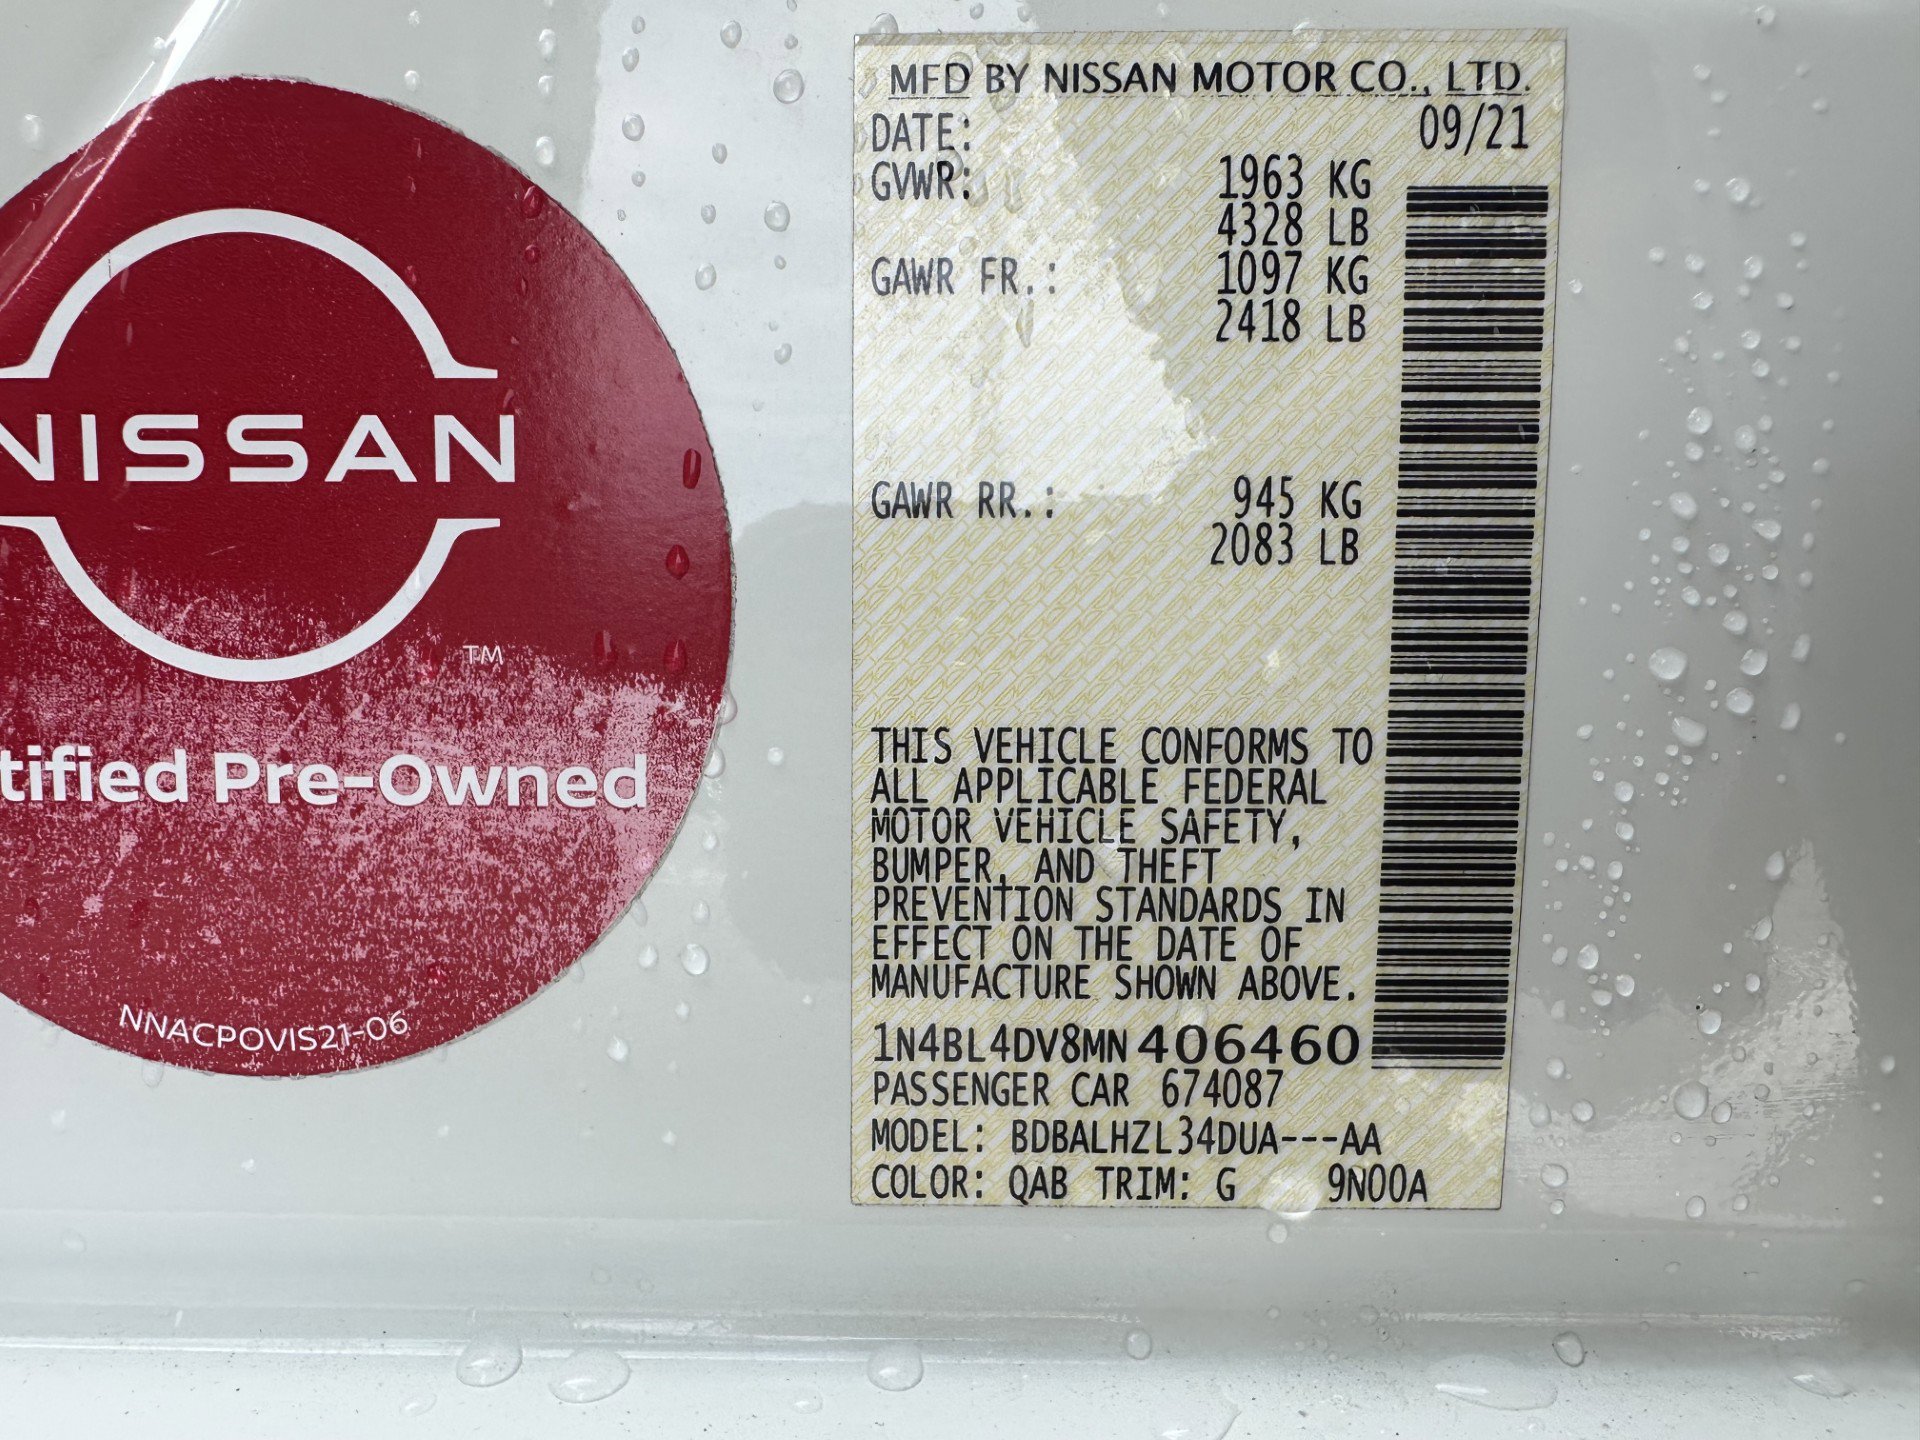 NISSAN
TM
tified Pre-Owned
NNACPOVIS21-06
MFD BY NISSAN MOTOR CO., LTD.
DATE: 09/21
GVWR: 1963 KG
4328 LB
GAWR FR.: 1097 KG
2418 LB
GAWR RR.: 945 KG
2083 LB
THIS VEHICLE CONFORMS TO
ALL APPLICABLE FEDERAL
MOTOR VEHICLE SAFETY,
BUMPER, AND THEFT
PREVENTION STANDARDS IN
EFFECT ON THE DATE OF
MANUFACTURE SHOWN ABOVE.
1N4BL4DV8MN406460
PASSENGER CAR 674087
MODEL: BDBALHZL34DUA---AA
COLOR: QAB TRIM: G 9N00A